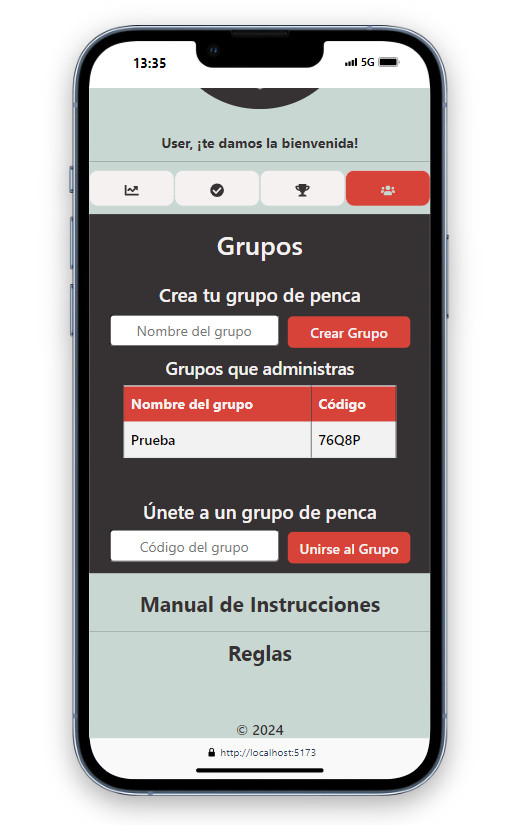 13:35
5G
User, ¡te damos la bienvenida!
Grupos
Crea tu grupo de penca
Nombre del grupo
Crear Grupo
Grupos que administras
Nombre del grupo Código
Prueba 76Q8P
Únete a un grupo de penca
Código del grupo
Unirse al Grupo
Manual de Instrucciones
Reglas
© 2024
http://localhost:5173